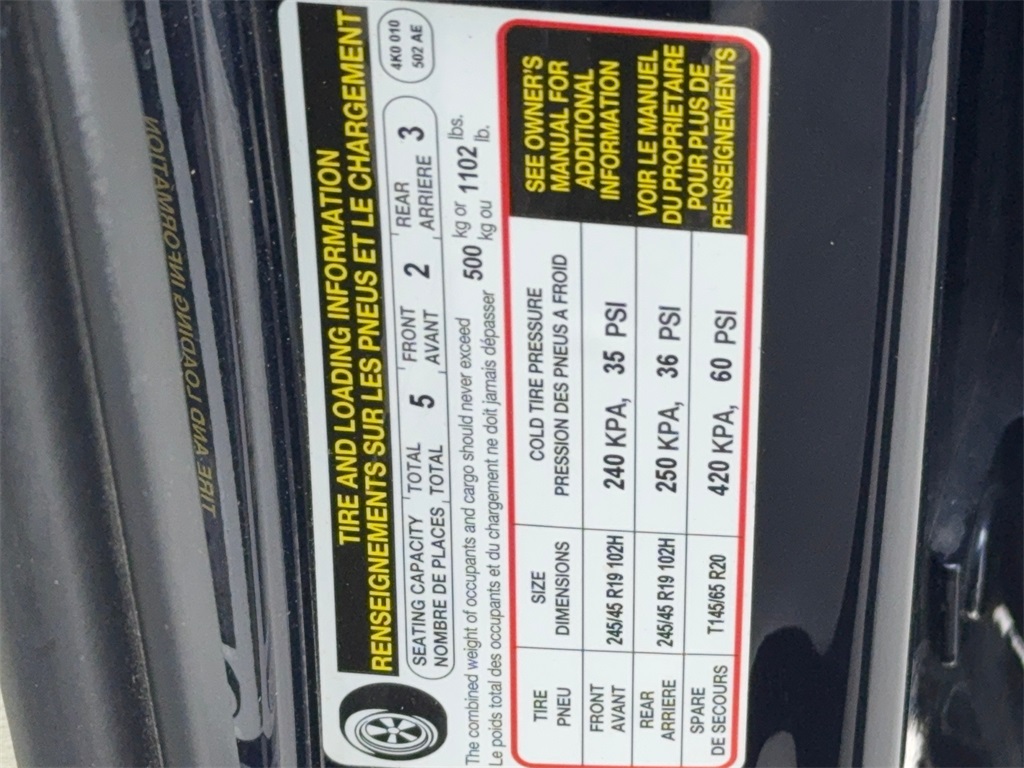 TIRE AND LOADING INFORMATION
RENSEIGNEMENTS SUR LES PNEUS ET LE CHARGEMENT
4K0 010
502 AE
SEATING CAPACITY TOTAL 5 FRONT 2 REAR 3
NOMBRE DE PLACES TOTAL AVANT ARRIERE
The combined weight of occupants and cargo should never exceed 500 kg or 1102 lbs.
Le poids total des occupants et du chargement ne doit jamais dépasser kg ou lb.
TIRE SIZE COLD TIRE PRESSURE
PNEU DIMENSIONS PRESSION DES PNEUS A FROID
FRONT
AVANT 245/45 R19 102H 240 KPA, 35 PSI
REAR
ARRIERE 245/45 R19 102H 250 KPA, 36 PSI
SPARE
DE SECOURS T145/65 R20 420 KPA, 60 PSI
SEE OWNER'S
MANUAL FOR
ADDITIONAL
INFORMATION
VOIR LE MANUEL
DU PROPRIETAIRE
POUR PLUS DE
RENSEIGNEMENTS
TIRE AND LOADING INFORMATION